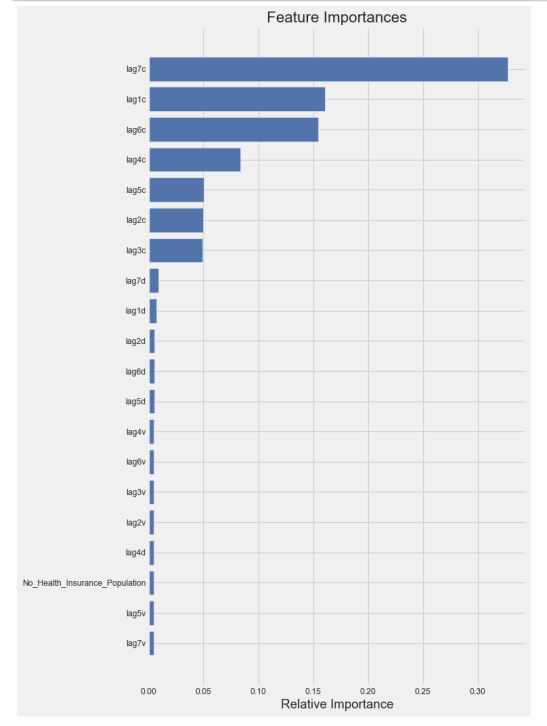 Feature Importances
lag7c
lag1c
lag6c
lag4c
lag5c
lag2c
lag3c
lag7d
lag1d
lag2d
lag6d
lag5d
lag4v
lag6v
lag3v
lag2v
lag4d
No_Health_Insurance_Population
lag5v
lag7v
0.00 0.05 0.10 0.15 0.20 0.25 0.30
Relative Importance